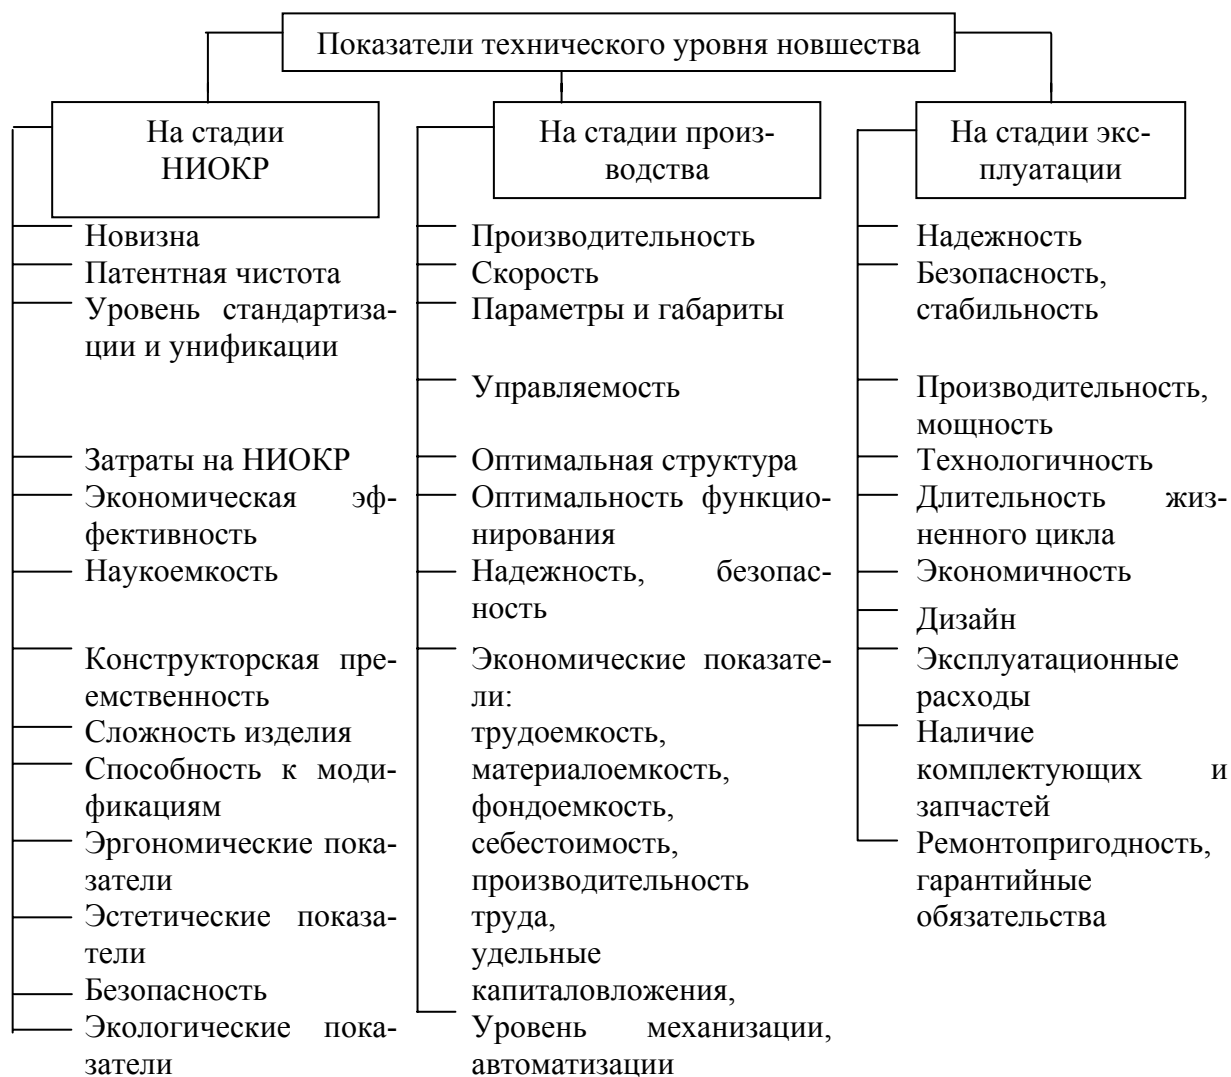 Показатели технического уровня новшества
На стадии
НИОКР
Новизна
Патентная чистота
Уровень стандартиза-
ции и унификации
Затраты на НИОКР
Экономическая эф-
фективность
Наукоемкость
Конструкторская пре-
емственность
Сложность изделия
Способность к моди-
фикациям
Эргономические пока-
затели
Эстетические показа-
тели
Безопасность
Экологические пока-
затели
На стадии произ-
водства
Производительность
Скорость
Параметры и габариты
Управляемость
Оптимальная структура
Оптимальность функцио-
нирования
Надежность, безопас-
ность
Экономические показате-
ли:
трудоемкость,
материалоемкость,
фондоемкость,
себестоимость,
производительность
труда,
удельные
капиталовложения,
Уровень механизации,
автоматизации
На стадии экс-
плуатации
Надежность
Безопасность,
стабильность
Производительность,
мощность
Технологичность
Длительность жиз-
ненного цикла
Экономичность
Дизайн
Эксплуатационные
расходы
Наличие
комплектующих и
запчастей
Ремонтопригодность,
гарантийные
обязательства